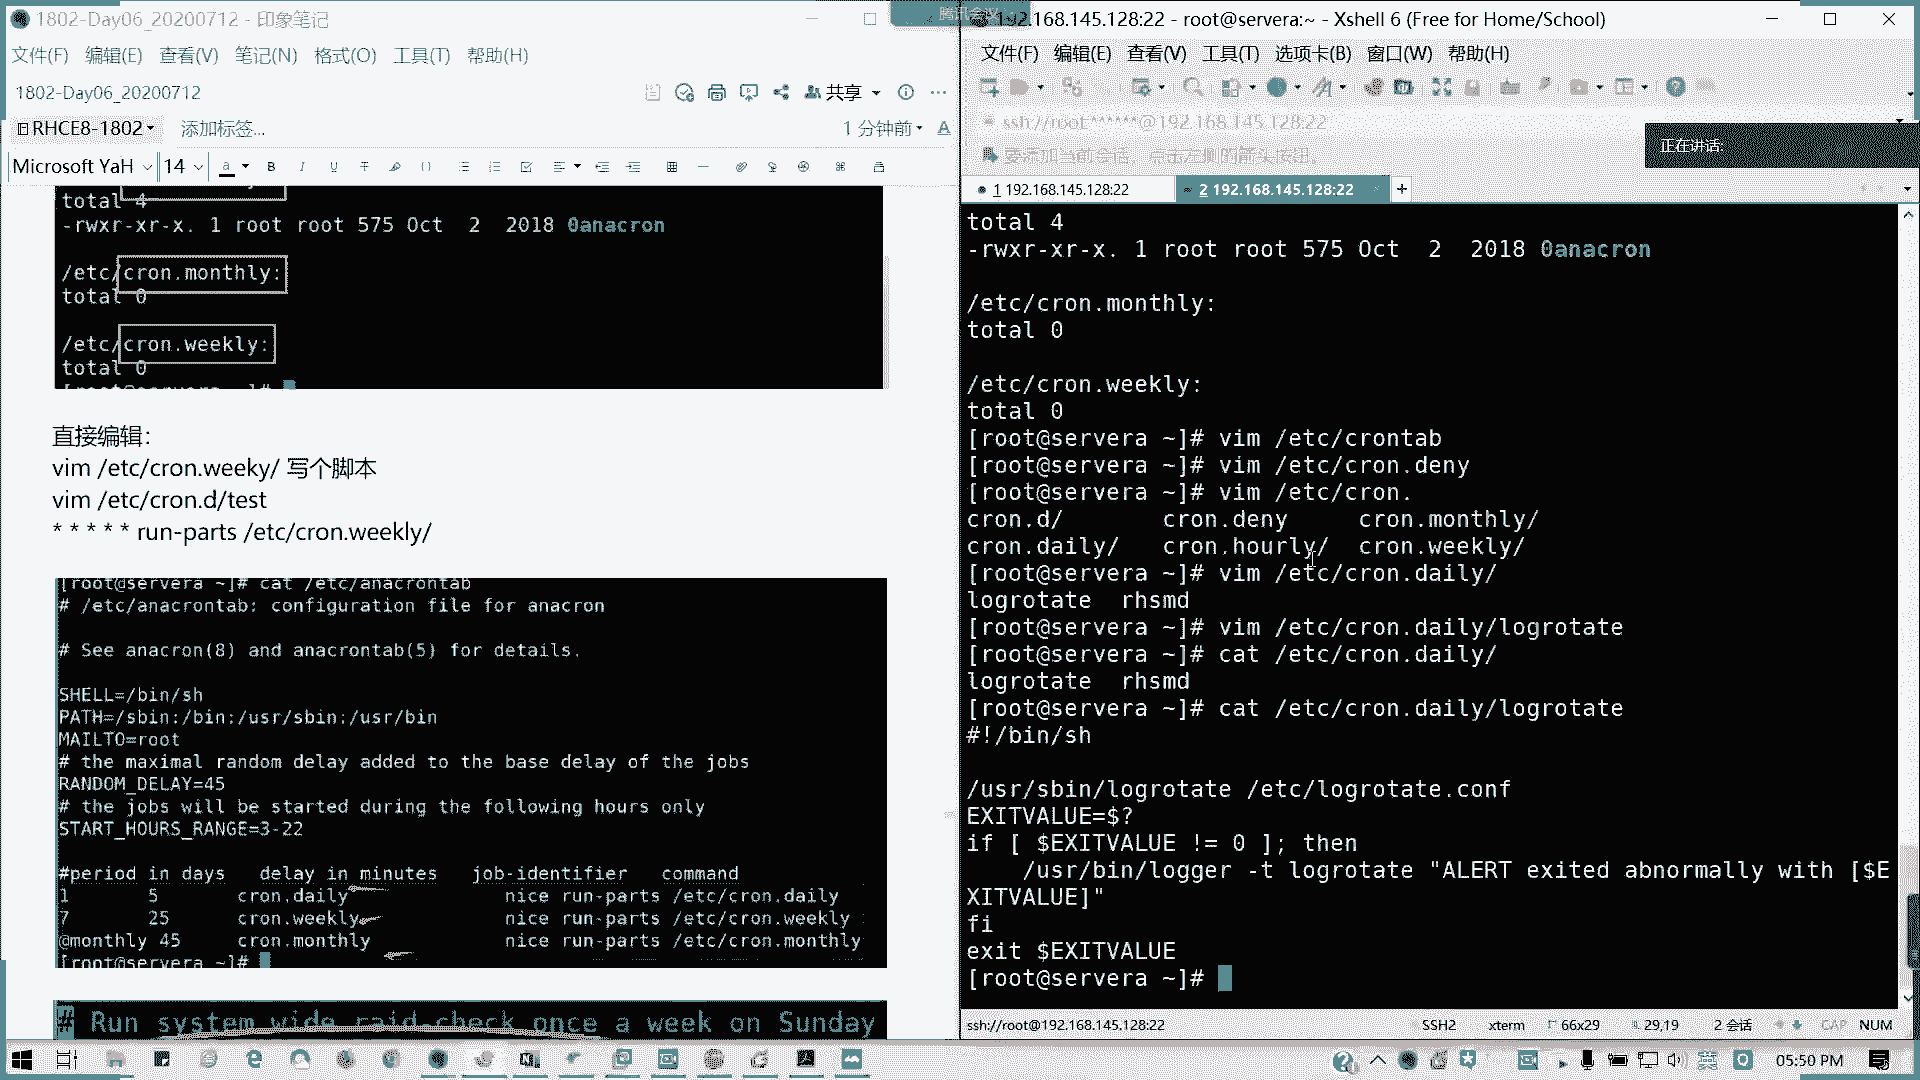 1802-Day06_20200712 - 印象笔记
文件(F) 编辑(E) 查看(V) 笔记(N) 格式(O) 工具(T) 帮助(H)
1802-Day06_20200712
共享
RHCE8-1802
添加标签...
1 分钟前
Microsoft YaH 14
total 4
-rwxr-xr-x. 1 root root 575 Oct  2  2018 0anacron
/etc/cron.monthly:
total 0
/etc/cron.weekly:
total 0
[root@servera ~]#
直接编辑：
vim /etc/cron.weeky/ 写个脚本
vim /etc/cron.d/test
* * * * * run-parts /etc/cron.weekly/
[root@servera ~]# cat /etc/anacrontab
# /etc/anacrontab: configuration file for anacron
# See anacron(8) and anacrontab(5) for details.
SHELL=/bin/sh
PATH=/sbin:/bin:/usr/sbin:/usr/bin
MAILTO=root
# the maximal random delay added to the base delay of the jobs
RANDOM_DELAY=45
# the jobs will be started during the following hours only
START_HOURS_RANGE=3-22
#period in days   delay in minutes   job-identifier   command
1       5       cron.daily              nice run-parts /etc/cron.daily
7       25      cron.weekly             nice run-parts /etc/cron.weekly
@monthly 45     cron.monthly            nice run-parts /etc/cron.monthly
[root@servera ~]#
# Run system wide raid-check once a week on Sunday
腾讯会议
192.168.145.128:22 - root@servera:~ - Xshell 6 (Free for Home/School)
文件(F) 编辑(E) 查看(V) 工具(T) 选项卡(B) 窗口(W) 帮助(H)
ssh://root:******@192.168.145.128:22
要添加当前会话，点击左侧的箭头按钮。
正在讲话:
1 192.168.145.128:22
2 192.168.145.128:22
total 4
-rwxr-xr-x. 1 root root 575 Oct  2  2018 0anacron
/etc/cron.monthly:
total 0
/etc/cron.weekly:
total 0
[root@servera ~]# vim /etc/crontab
[root@servera ~]# vim /etc/cron.deny
[root@servera ~]# vim /etc/cron.
cron.d/       cron.deny     cron.monthly/
cron.daily/   cron.hourly/  cron.weekly/
[root@servera ~]# vim /etc/cron.daily/
logrotate  rhsmd
[root@servera ~]# vim /etc/cron.daily/logrotate
[root@servera ~]# cat /etc/cron.daily/
logrotate  rhsmd
[root@servera ~]# cat /etc/cron.daily/logrotate
#!/bin/sh
/usr/sbin/logrotate /etc/logrotate.conf
EXITVALUE=$?
if [ $EXITVALUE != 0 ]; then
    /usr/bin/logger -t logrotate "ALERT exited abnormally with [$E
XITVALUE]"
fi
exit $EXITVALUE
[root@servera ~]#
ssh://root@192.168.145.128:22
SSH2
xterm
66x29
29,19
2 会话
CAP NUM
英
05:50 PM